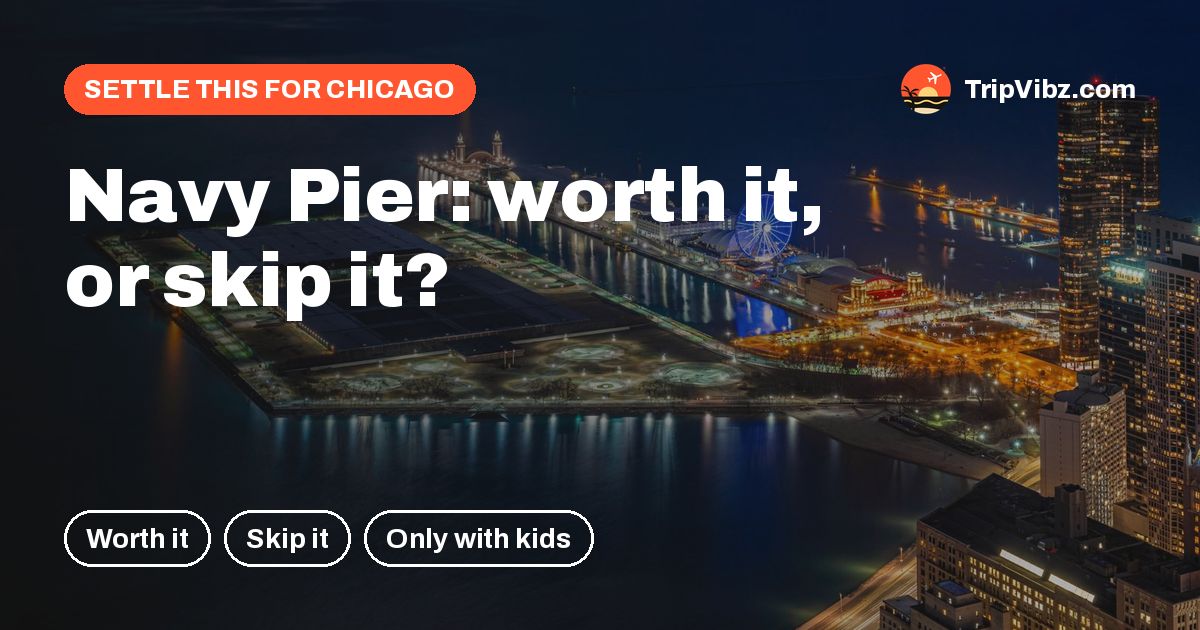 SETTLE THIS FOR CHICAGO
TripVibz.com
Navy Pier: worth it,
or skip it?
Worth it
Skip it
Only with kids